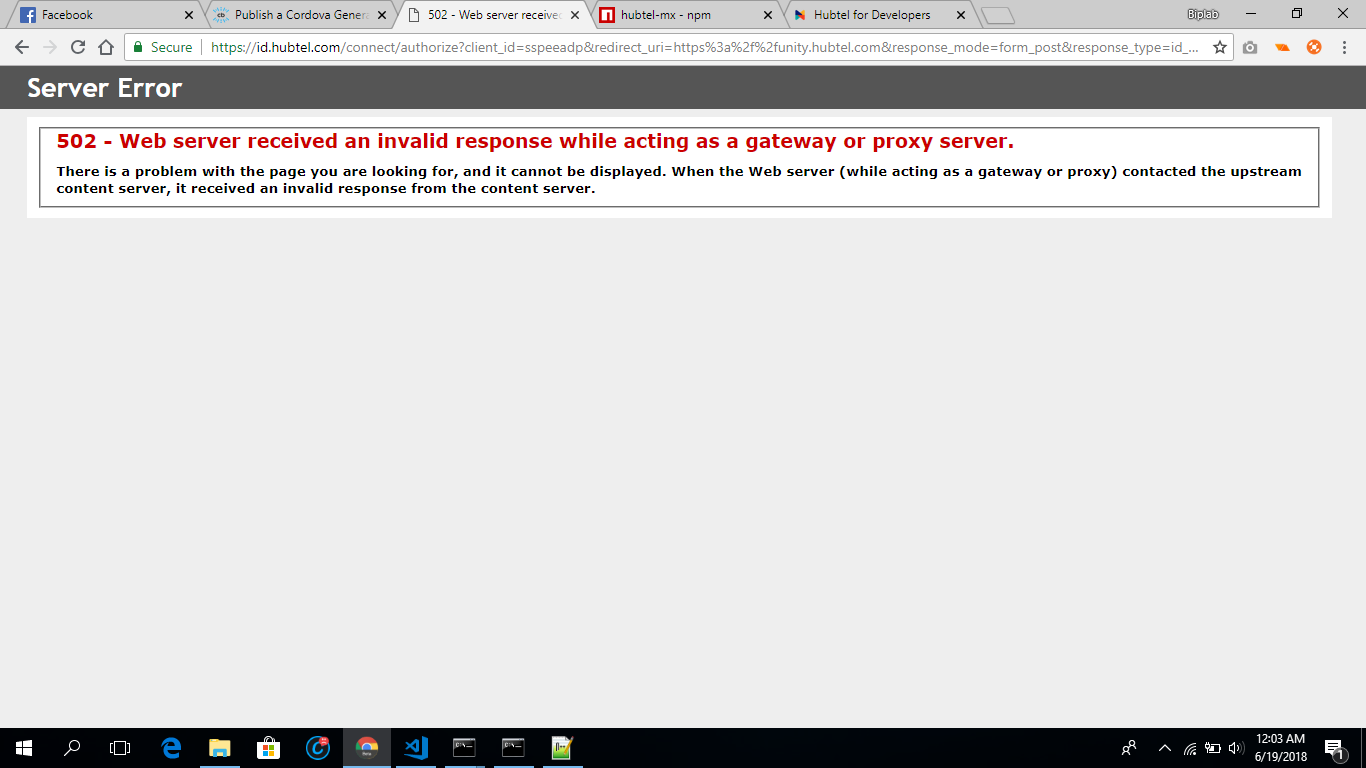 Facebook
Publish a Cordova Genera
502 - Web server received
hubtel-mx - npm
Hubtel for Developers
Biplab
Secure
https://id.hubtel.com/connect/authorize?client_id=sspeeadp&redirect_uri=https%3a%2f%2funity.hubtel.com&response_mode=form_post&response_type=id_...
Server Error
502 - Web server received an invalid response while acting as a gateway or proxy server.
There is a problem with the page you are looking for, and it cannot be displayed. When the Web server (while acting as a gateway or proxy) contacted the upstream
content server, it received an invalid response from the content server.
12:03 AM
6/19/2018
1